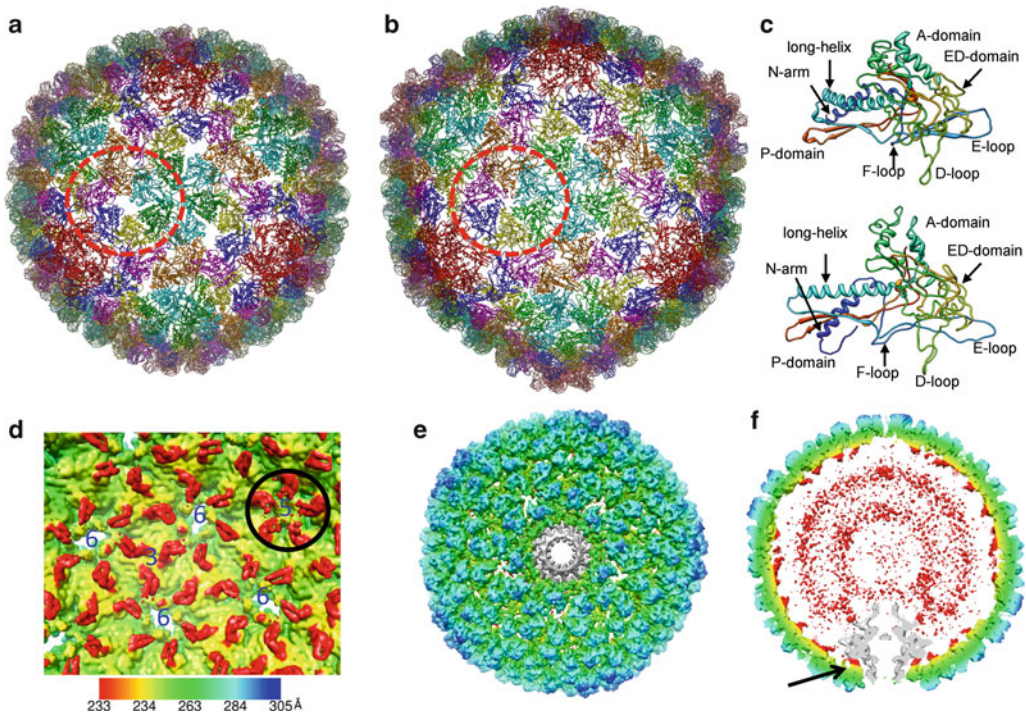 a
b
c
A-domain
long-helix
ED-domain
N-arm
P-domain
E-loop
F-loop
D-loop
A-domain
long-helix
ED-domain
N-arm
P-domain
E-loop
F-loop
D-loop
d
5
6
6
3
6
6
233 234 263 284 305Å
e
f